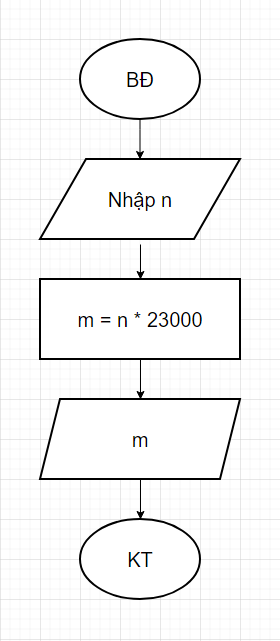 BĐ
Nhập n
m = n * 23000
m
KT